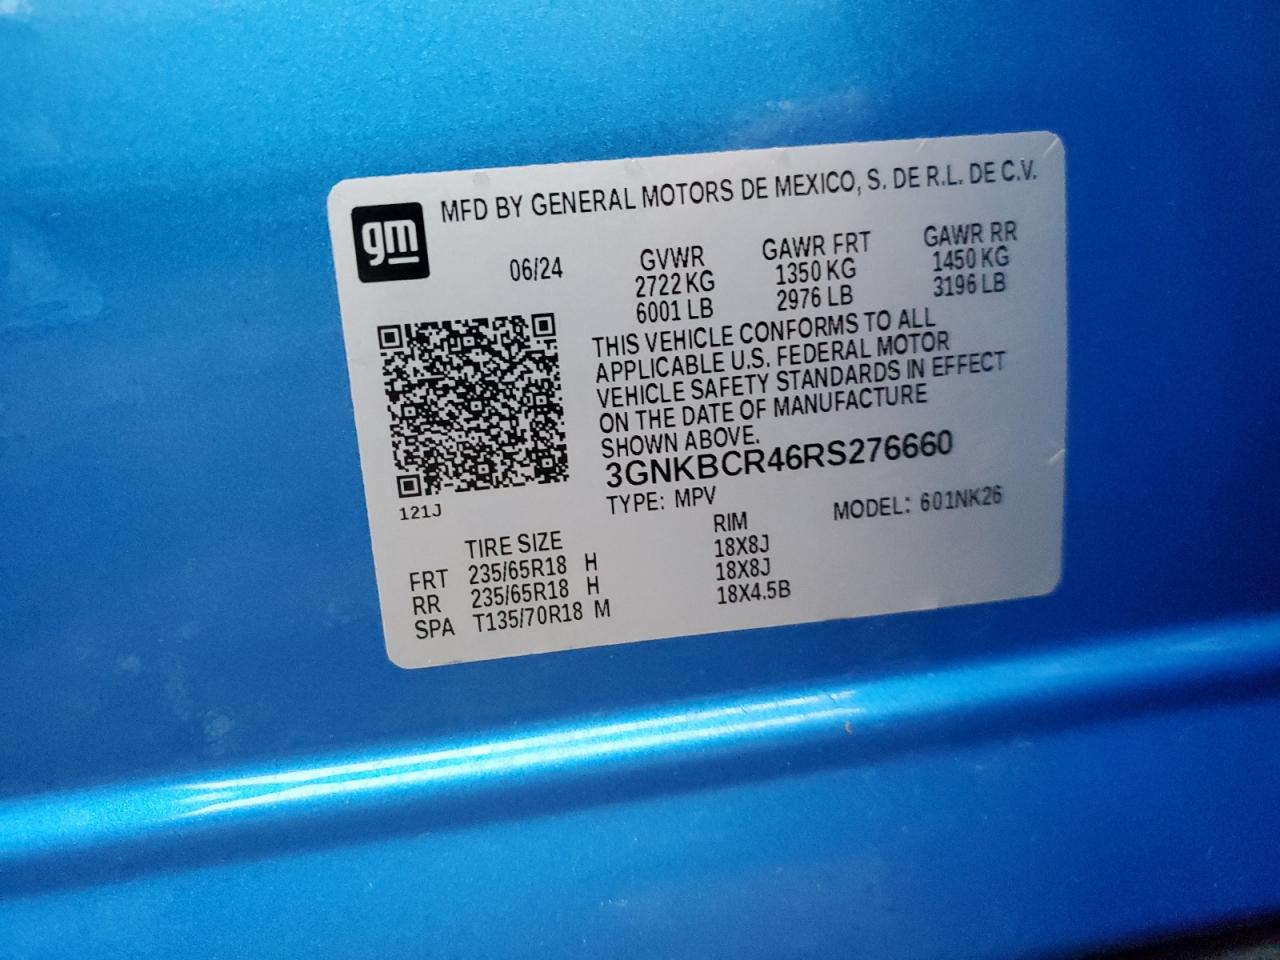 gm
MFD BY GENERAL MOTORS DE MEXICO, S. DE R.L. DE C.V.
06/24 GVWR GAWR FRT GAWR RR
2722 KG 1350 KG 1450 KG
6001 LB 2976 LB 3196 LB
THIS VEHICLE CONFORMS TO ALL
APPLICABLE U.S. FEDERAL MOTOR
VEHICLE SAFETY STANDARDS IN EFFECT
ON THE DATE OF MANUFACTURE
SHOWN ABOVE.
3GNKBCR46RS276660
121J
TYPE: MPV MODEL: 601NK26
TIRE SIZE RIM
FRT 235/65R18 H 18X8J
RR 235/65R18 H 18X8J
SPA T135/70R18 M 18X4.5B